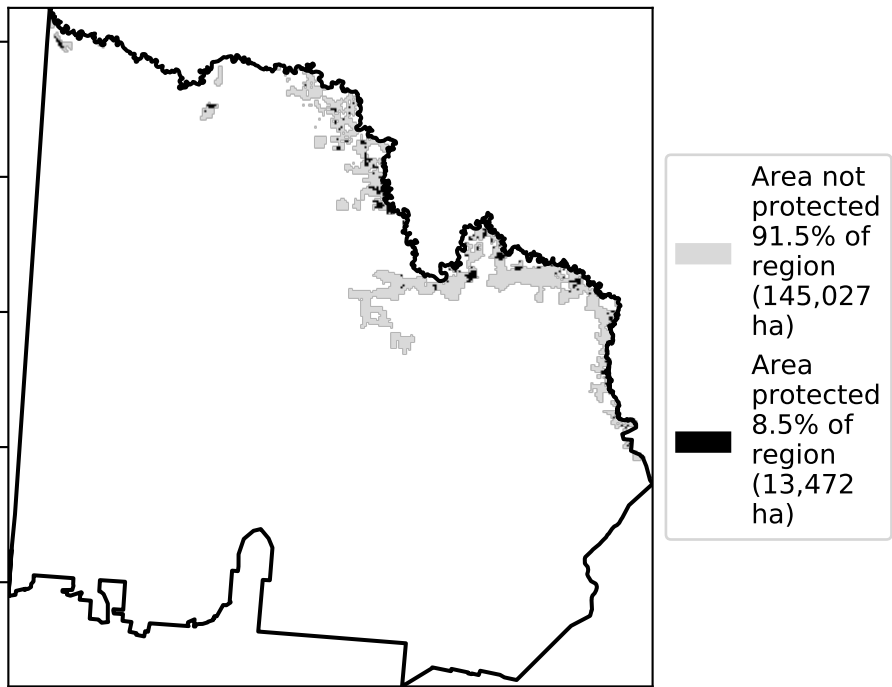 Area not
protected
91.5% of
region
(145,027
ha)
Area
protected
8.5% of
region
(13,472
ha)